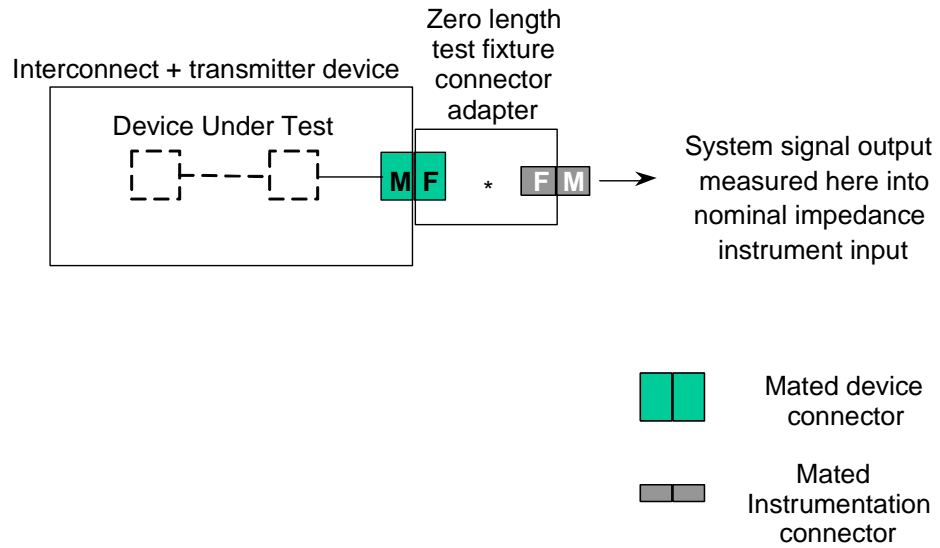 Zero length
test fixture
connector
adapter
Interconnect + transmitter device
Device Under Test
M F
*
F M
System signal output
measured here into
nominal impedance
instrument input
Mated device
connector
Mated
Instrumentation
connector